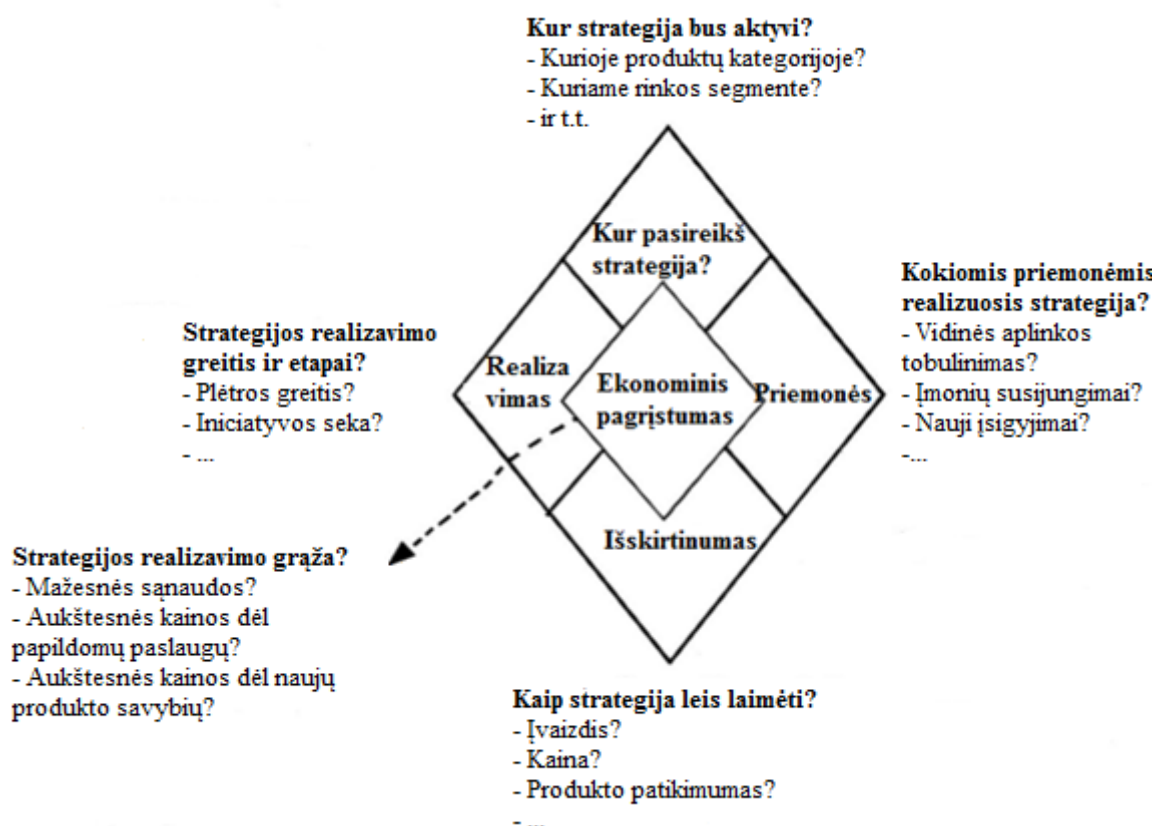 Kur strategija bus aktyvi?
- Kurioje produktų kategorijoje?
- Kuriame rinkos segmente?
- ir t.t.
Kur pasireikš
strategija?
Kokiomis priemonėmis
realizuosis strategija?
- Vidinės aplinkos
tobulinimas?
- Įmonių susijungimai?
- Nauji įsigyjimai?
-...
Strategijos realizavimo
greitis ir etapai?
- Plėtros greitis?
- Iniciatyvos seka?
- ...
Realiza
vimas
Ekonominis
pagrįstumas
Priemonės
Išskirtinumas
Strategijos realizavimo grąža?
- Mažesnės sąnaudos?
- Aukštesnės kainos dėl
papildomų paslaugų?
- Aukštesnės kainos dėl naujų
produkto savybių?
Kaip strategija leis laimėti?
- Įvaizdis?
- Kaina?
- Produkto patikimumas?
- ...